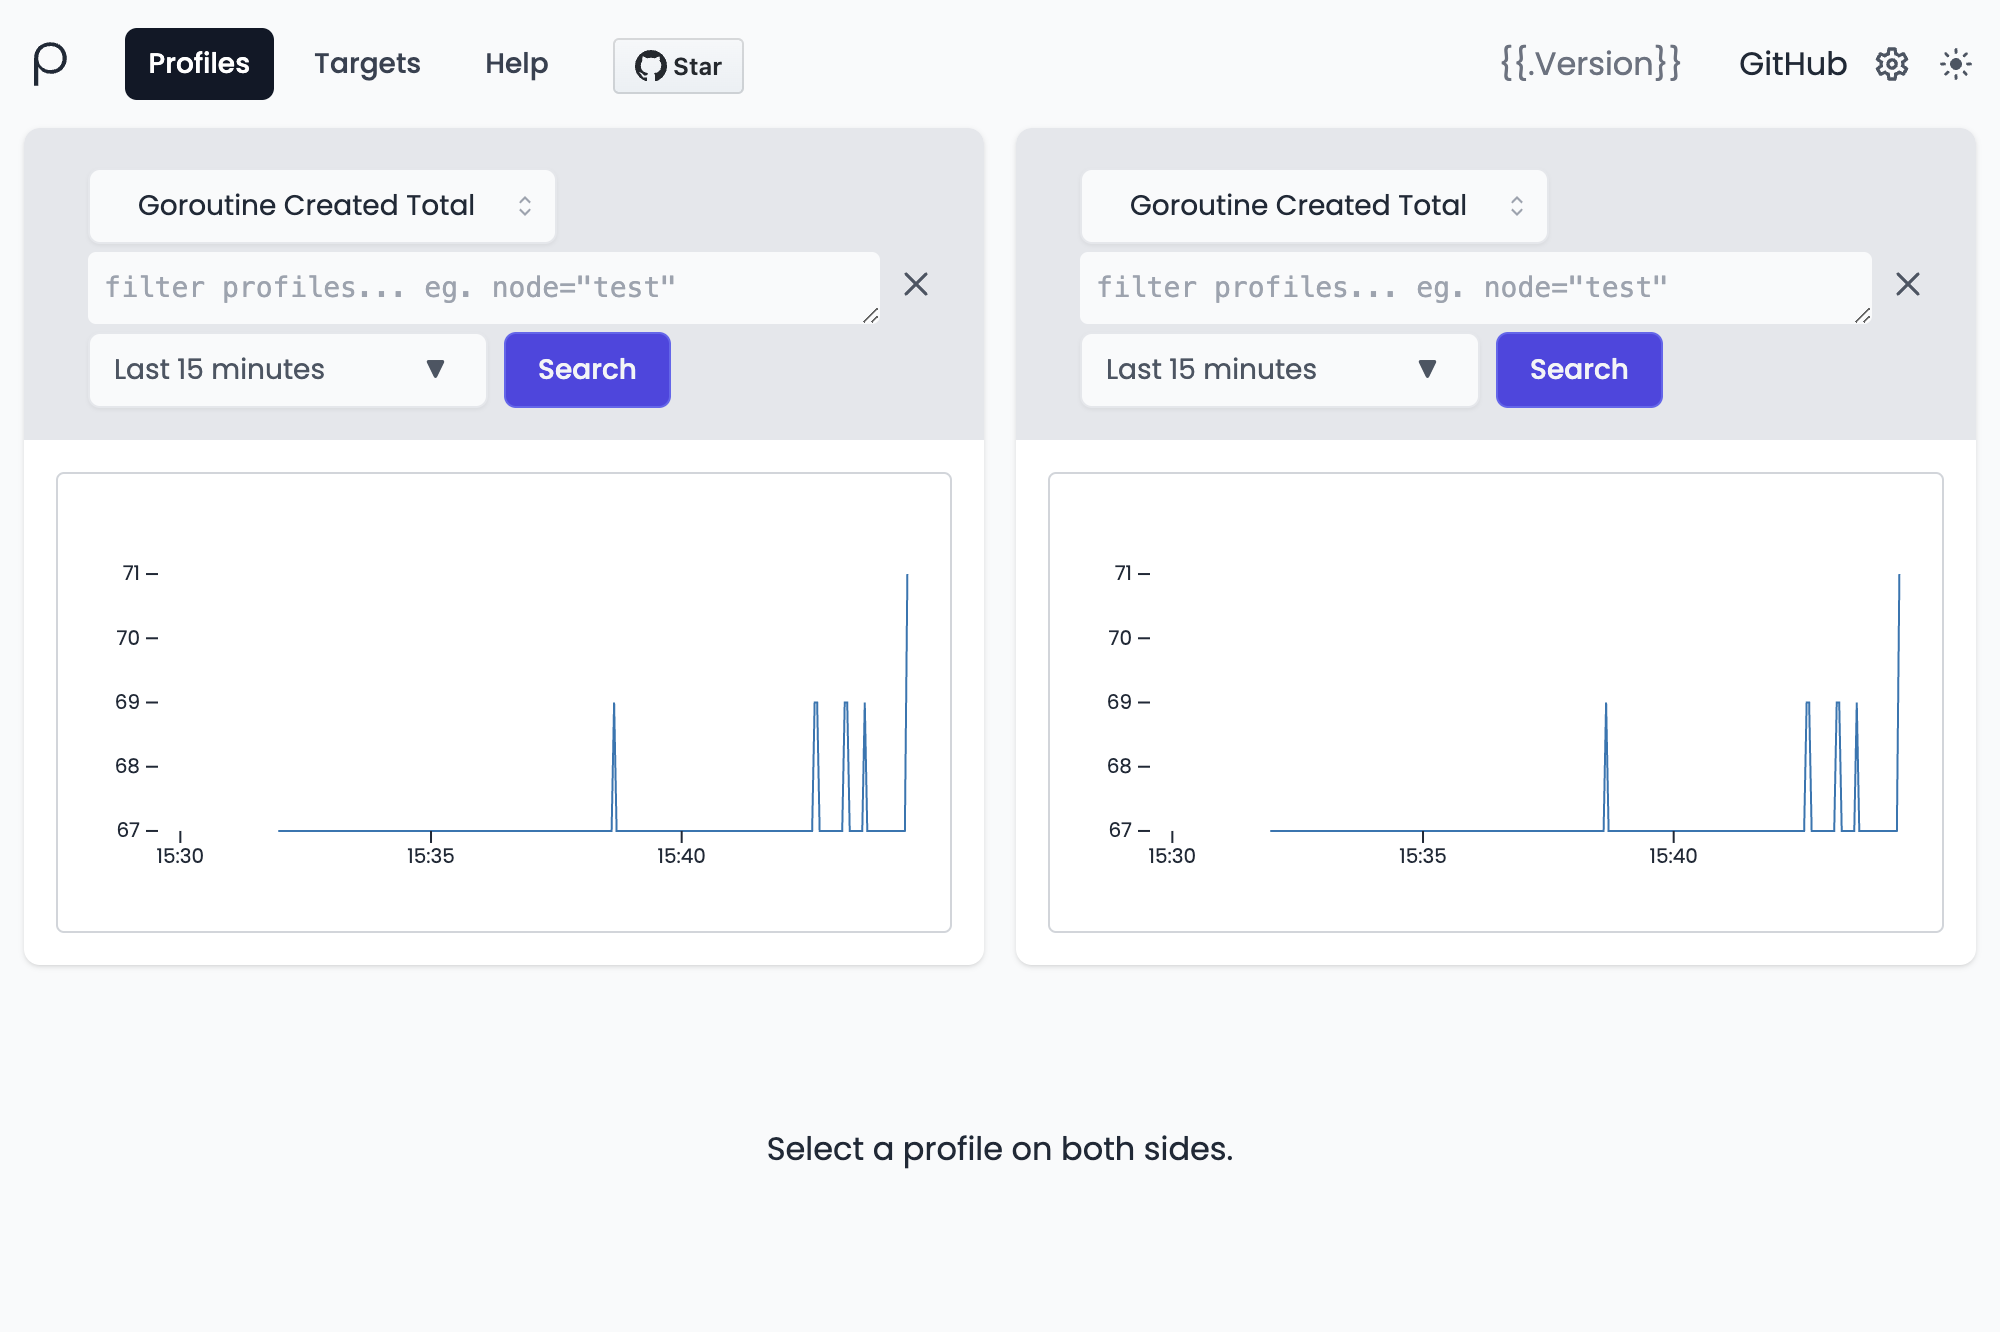 Profiles
Targets
Help
Star
{{.Version}}
GitHub
Goroutine Created Total
filter profiles... eg. node="test"
Last 15 minutes
Search
71
70
69
68
67
15:30
15:35
15:40
Goroutine Created Total
filter profiles... eg. node="test"
Last 15 minutes
Search
71
70
69
68
67
15:30
15:35
15:40
Select a profile on both sides.